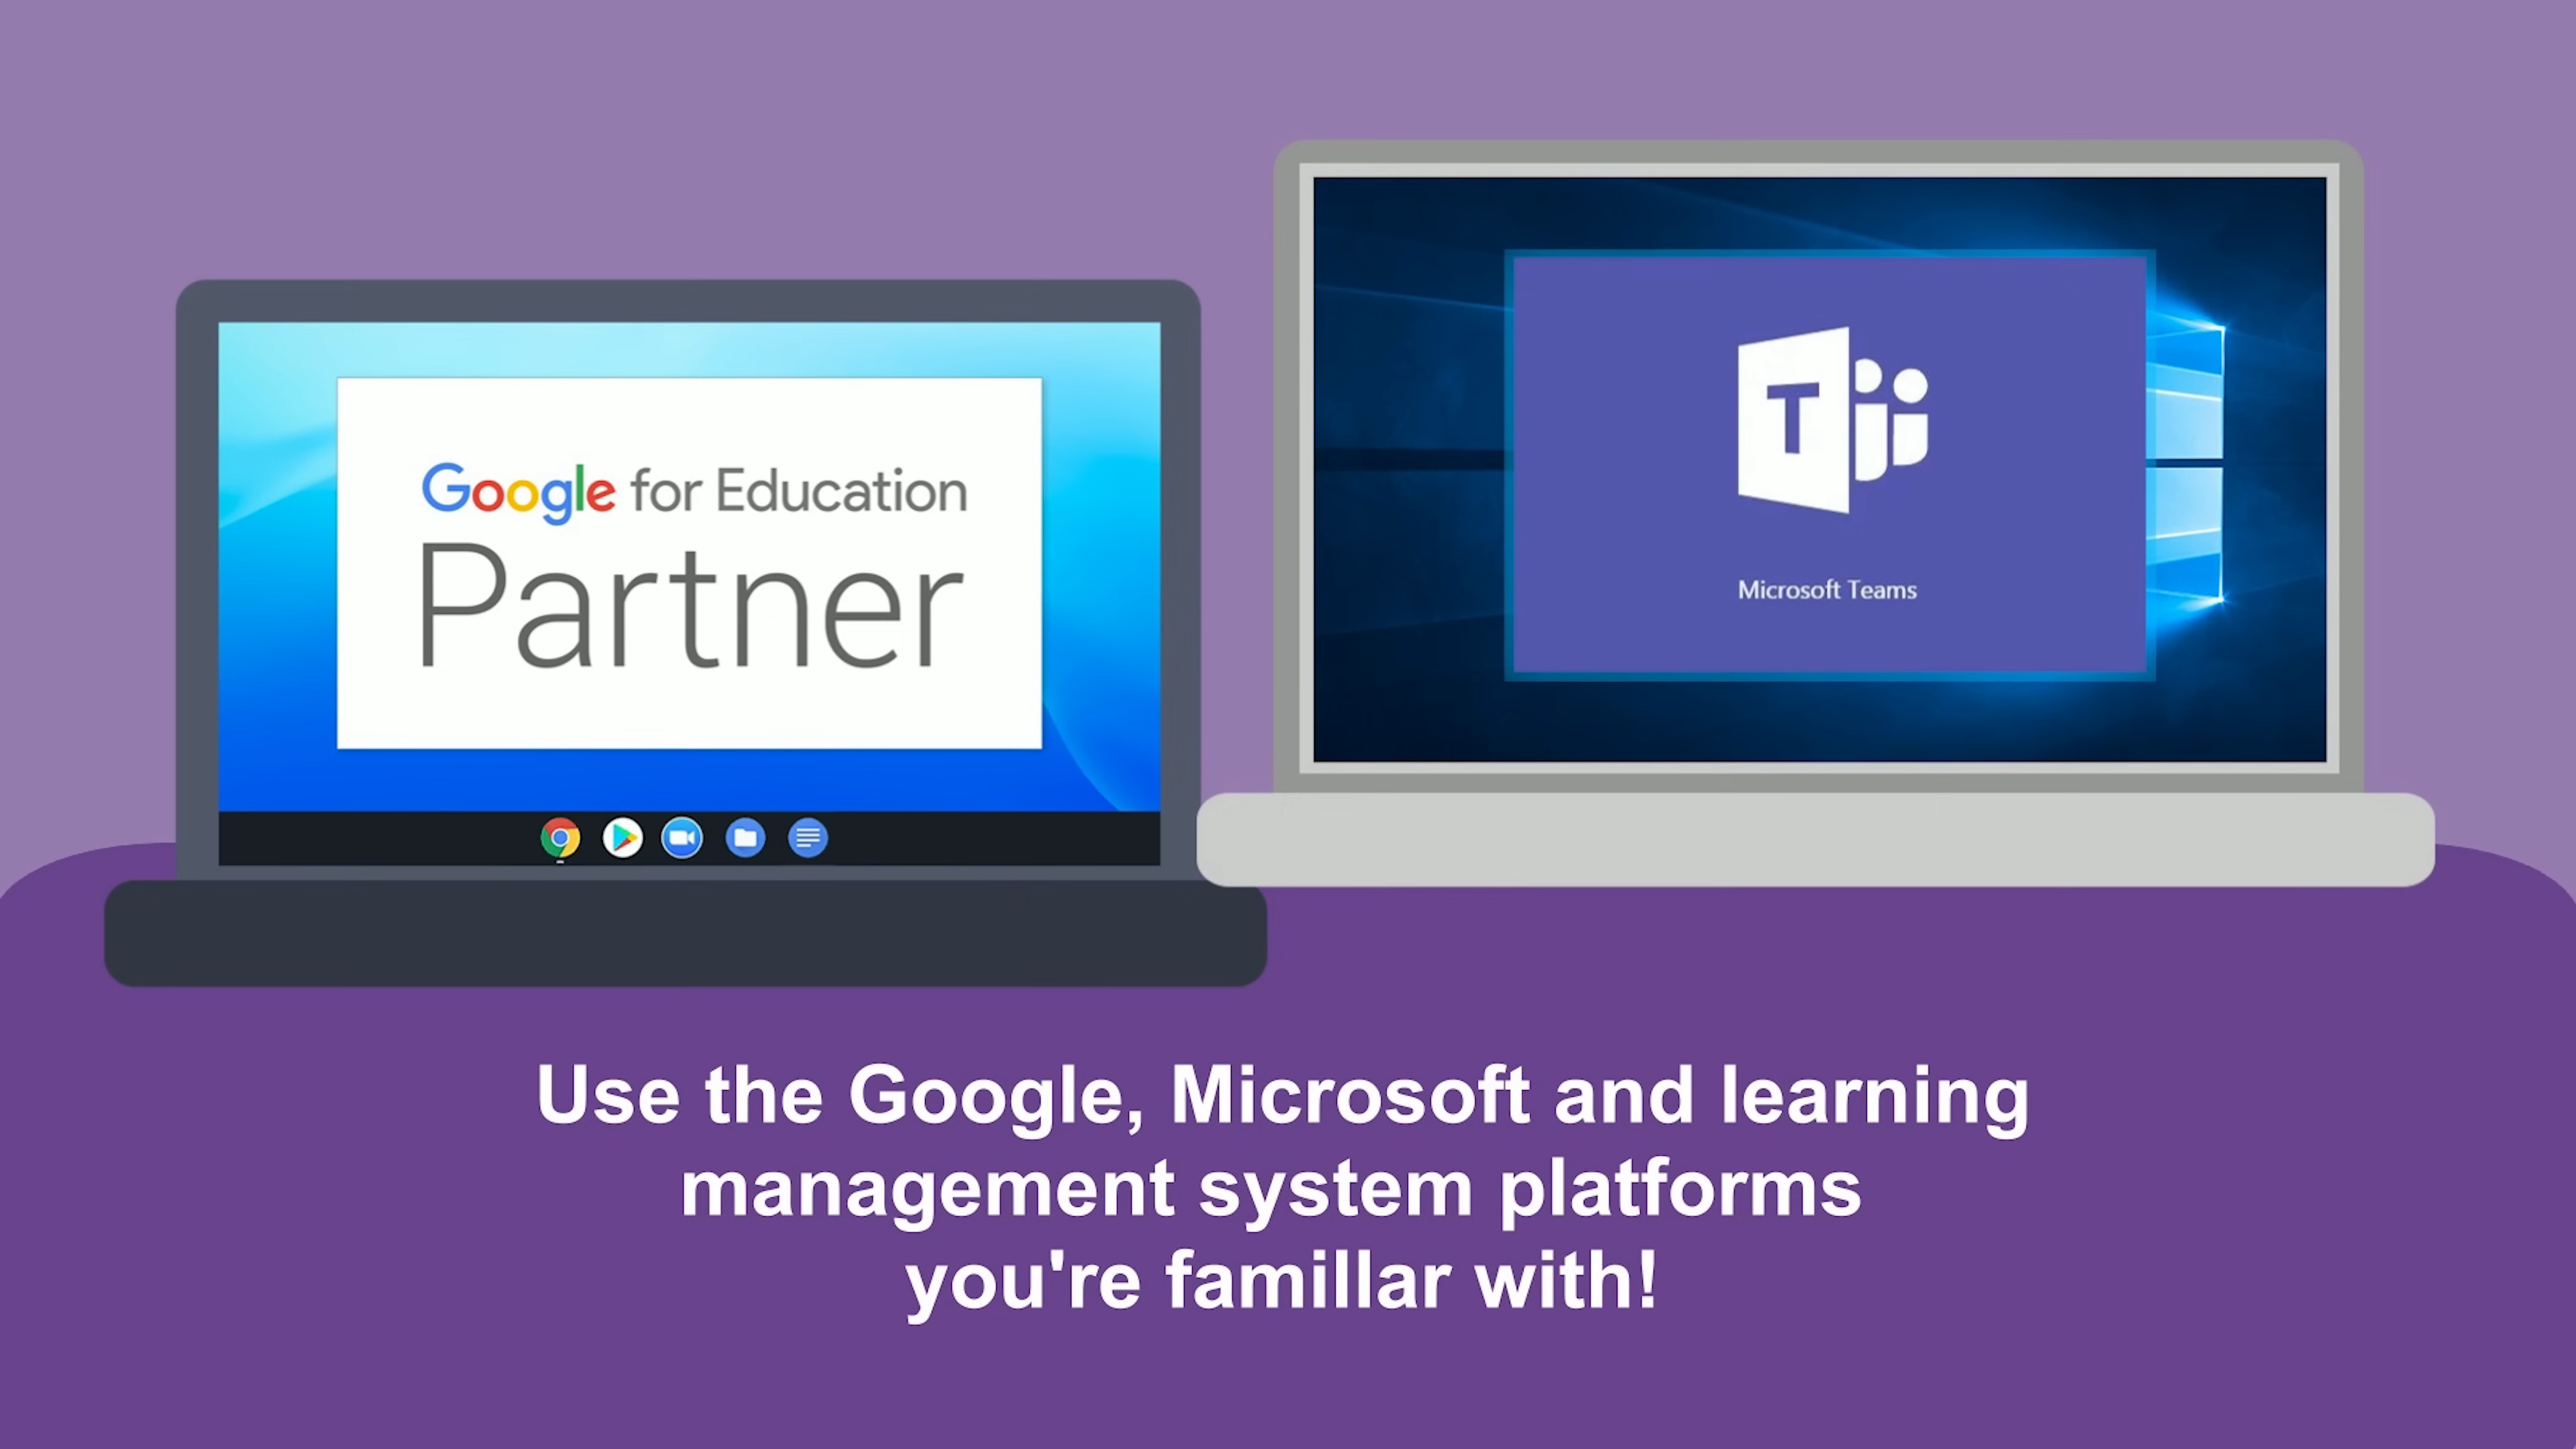 Google for Education
Partner
T
Microsoft Teams
Use the Google, Microsoft and learning
management system platforms
you're famillar with!